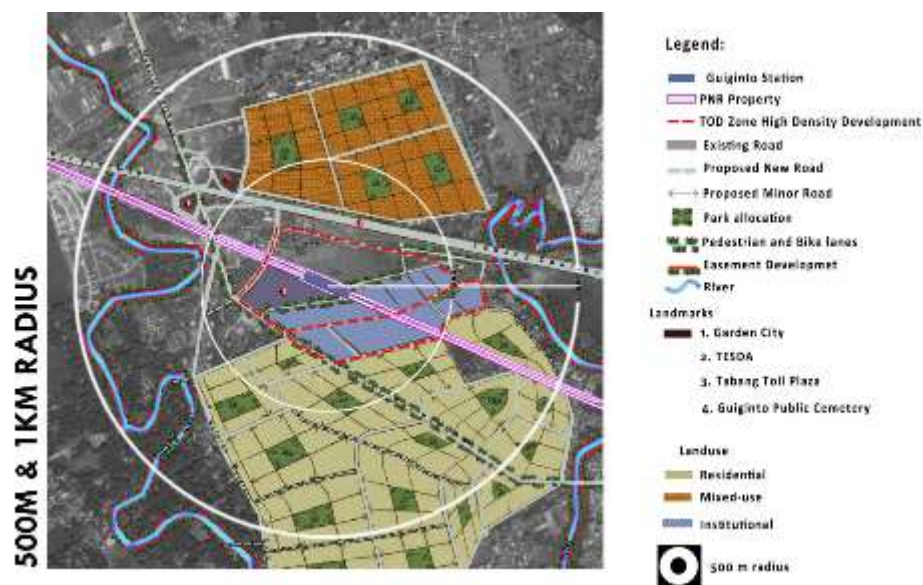 500M & 1KM RADIUS
Legend:
Guiginto Station
PNR Property
TOD Zone High Density Development
Existing Road
Proposed New Road
Proposed Minor Road
Park allocation
Pedestrian and Bike lanes
Easement Developmet
River
Landmarks
1. Garden City
2. TESDA
3. Tabang Toll Plaza
4. Guiginto Public Cemetery
Landuse
Residential
Mixed-use
Institutional
500 m radius